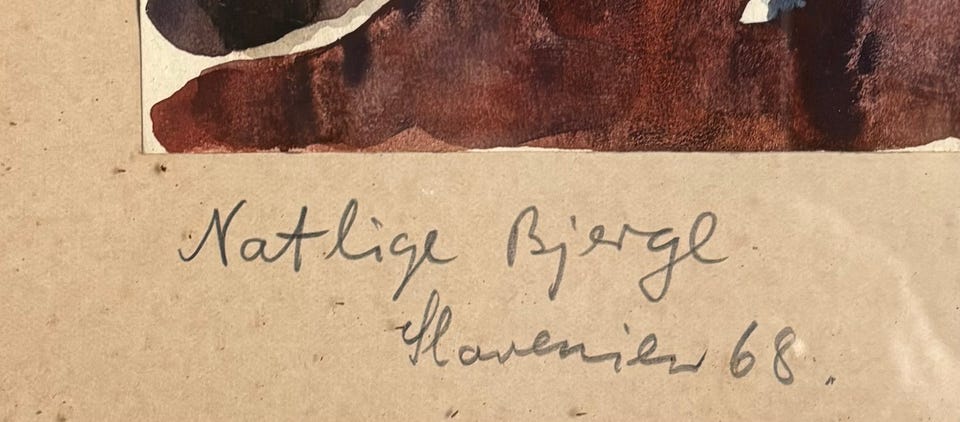 Natlige Bjerge
Slovenien 68.